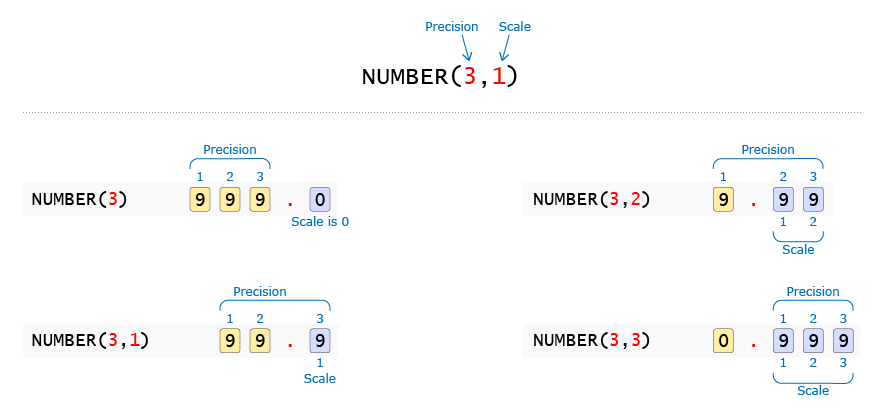 Precision Scale
NUMBER(3,1)
Precision
1 2 3
NUMBER(3) 9 9 9 . 0
Scale is 0
Precision
1 2 3
NUMBER(3,2) 9 . 9 9
1 2
Scale
Precision
1 2 3
NUMBER(3,1) 9 9 . 9
1
Scale
Precision
1 2 3
NUMBER(3,3) 0 . 9 9 9
1 2 3
Scale